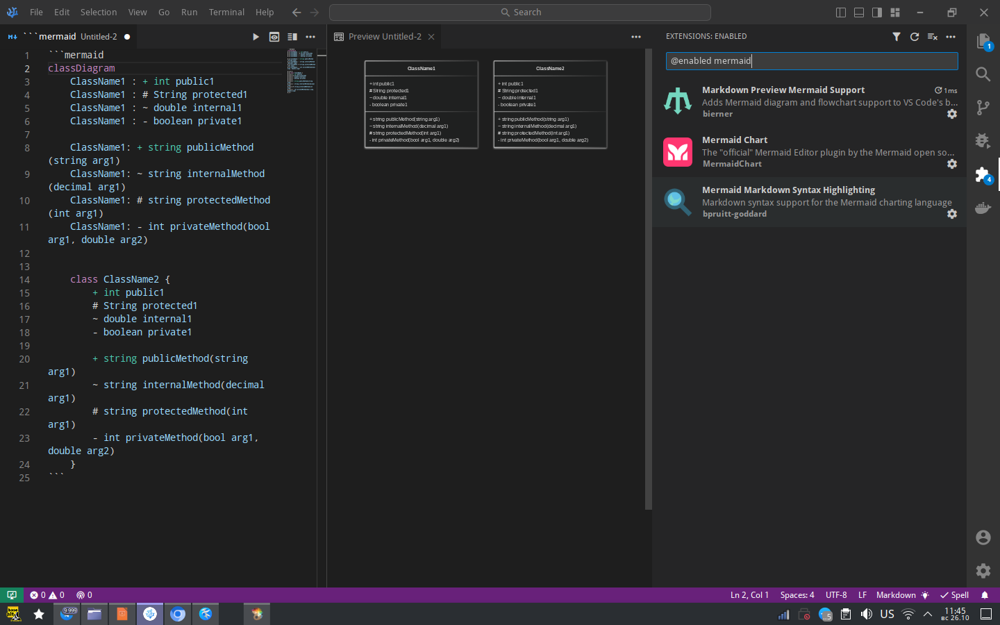 File Edit Selection View Go Run Terminal Help
Search
```mermaid Untitled-2
Preview Untitled-2
EXTENSIONS: ENABLED
1 ```mermaid
2 classDiagram
3 ClassName1 : + int public1
4 ClassName1 : # String protected1
5 ClassName1 : ~ double internal1
6 ClassName1 : - boolean private1
7
8 ClassName1: + string publicMethod
(string arg1)
9 ClassName1: ~ string internalMethod
(decimal arg1)
10 ClassName1: # string protectedMethod
(int arg1)
11 ClassName1: - int privateMethod(bool
arg1, double arg2)
12
13
14 class ClassName2 {
15 + int public1
16 # String protected1
17 ~ double internal1
18 - boolean private1
19
20 + string publicMethod(string
arg1)
21 ~ string internalMethod(decimal
arg1)
22 # string protectedMethod(int
arg1)
23 - int privateMethod(bool arg1,
double arg2)
24 }
25 ```
ClassName1
+ int public1
# String protected1
~ double internal1
- boolean private1
+ string publicMethod(string arg1)
~ string internalMethod(decimal arg1)
# string protectedMethod(int arg1)
- int privateMethod(bool arg1, double arg2)
ClassName2
+ int public1
# String protected1
~ double internal1
- boolean private1
+ string publicMethod(string arg1)
~ string internalMethod(decimal arg1)
# string protectedMethod(int arg1)
- int privateMethod(bool arg1, double arg2)
@enabled mermaid
Markdown Preview Mermaid Support 1ms
Adds Mermaid diagram and flowchart support to VS Code's b...
bierner
Mermaid Chart
The "official" Mermaid Editor plugin by the Mermaid open so...
MermaidChart
Mermaid Markdown Syntax Highlighting
Markdown syntax support for the Mermaid charting language
bpruitt-goddard
1
4
0 0 0
Ln 2, Col 1 Spaces: 4 UTF-8 LF Markdown Spell
9 999
US
11:45
вс 26.10